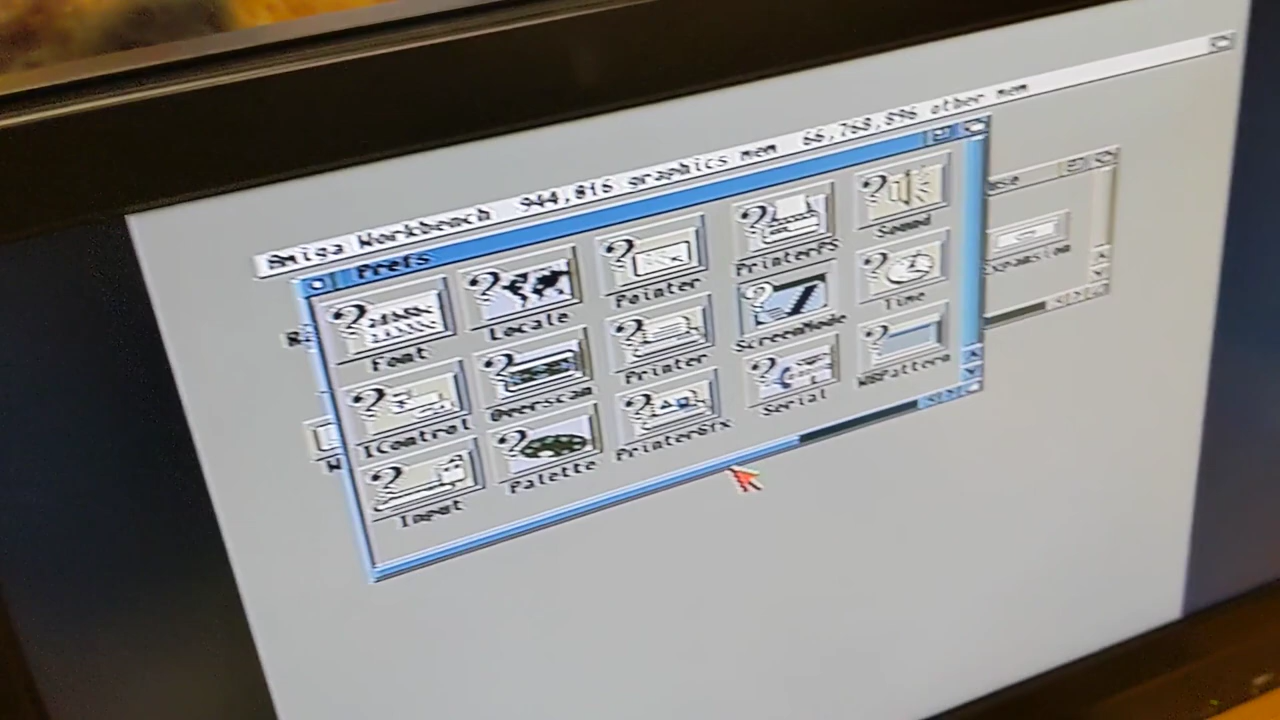 Amiga Workbench 944,816 graphics mem 66,768,896 other mem
Prefs
Font
Locale
Pointer
PrinterPS
Sound
IControl
Overscan
Printer
ScreenMode
Time
Input
Palette
PrinterGfx
Serial
WBPattern
Expansion